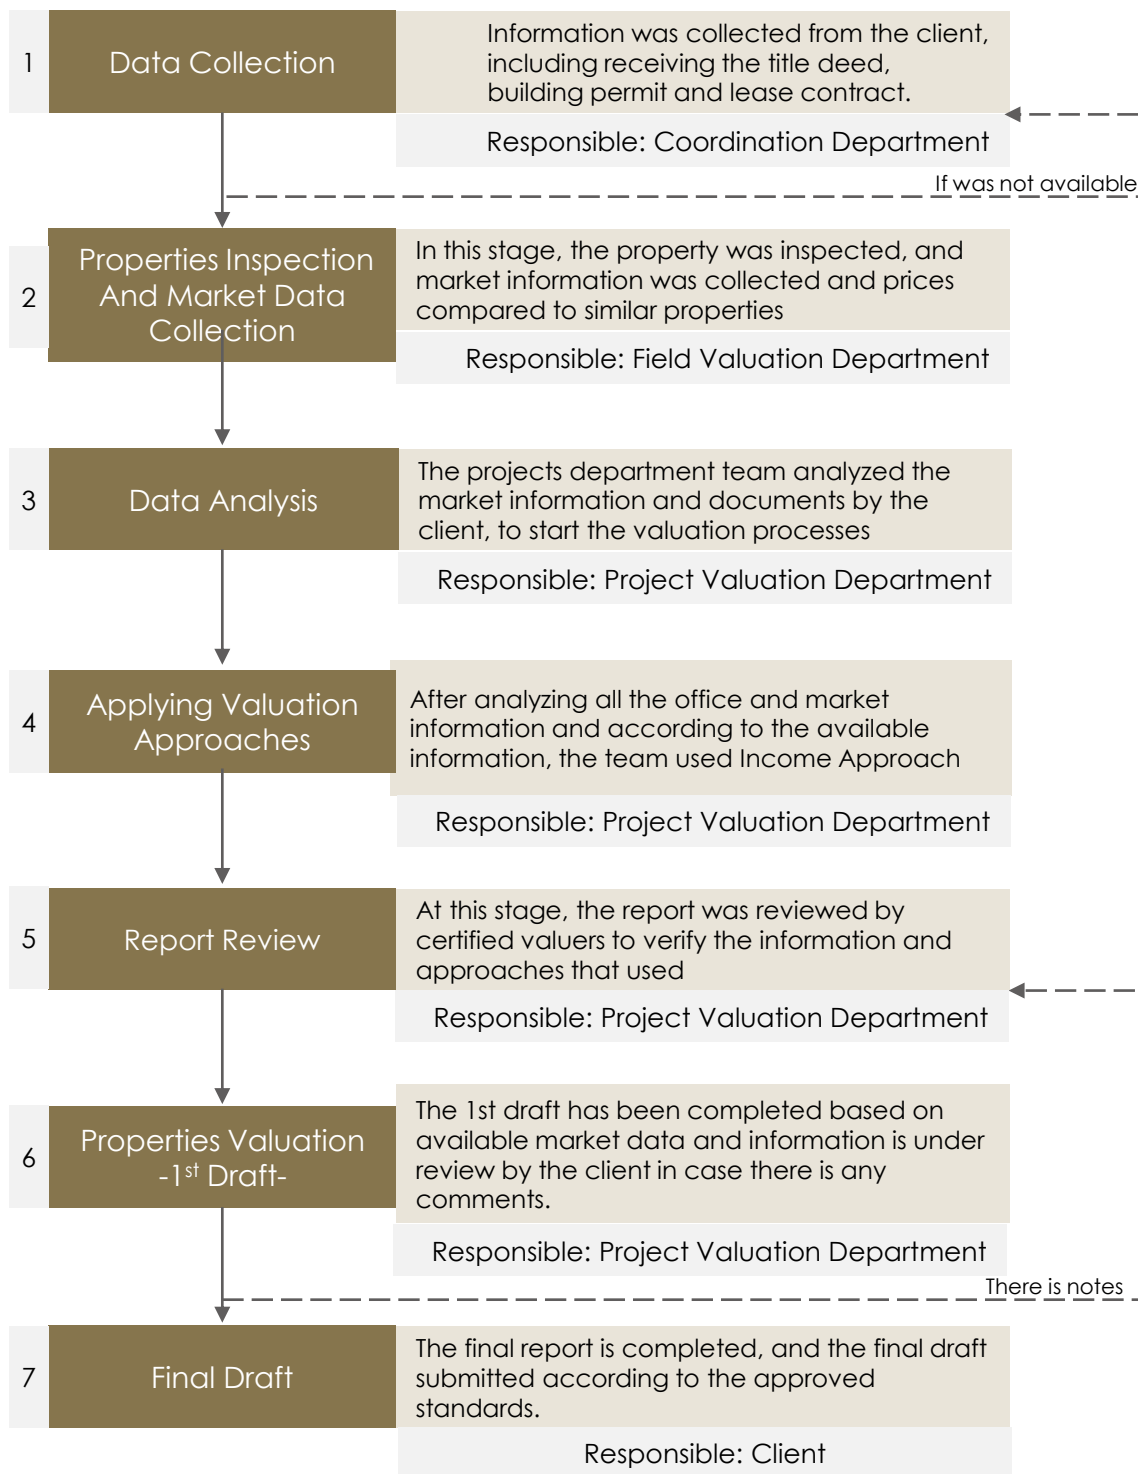 1
Data Collection
Information was collected from the client,
including receiving the title deed,
building permit and lease contract.
Responsible: Coordination Department
If was not available
2
Properties Inspection
And Market Data
Collection
In this stage, the property was inspected, and
market information was collected and prices
compared to similar properties
Responsible: Field Valuation Department
3
Data Analysis
The projects department team analyzed the
market information and documents by the
client, to start the valuation processes
Responsible: Project Valuation Department
4
Applying Valuation
Approaches
After analyzing all the office and market
information and according to the available
information, the team used Income Approach
Responsible: Project Valuation Department
5
Report Review
At this stage, the report was reviewed by
certified valuers to verify the information and
approaches that used
Responsible: Project Valuation Department
6
Properties Valuation
-1st Draft-
The 1st draft has been completed based on
available market data and information is under
review by the client in case there is any
comments.
Responsible: Project Valuation Department
There is notes
7
Final Draft
The final report is completed, and the final draft
submitted according to the approved
standards.
Responsible: Client